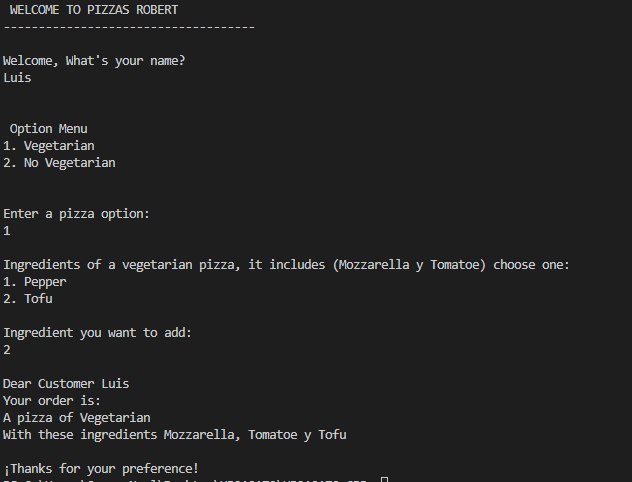 WELCOME TO PIZZAS ROBERT
------------------------------------
Welcome, What's your name?
Luis
Option Menu
1. Vegetarian
2. No Vegetarian
Enter a pizza option:
1
Ingredients of a vegetarian pizza, it includes (Mozzarella y Tomatoe) choose one:
1. Pepper
2. Tofu
Ingredient you want to add:
2
Dear Customer Luis
Your order is:
A pizza of Vegetarian
With these ingredients Mozzarella, Tomatoe y Tofu
¡Thanks for your preference!